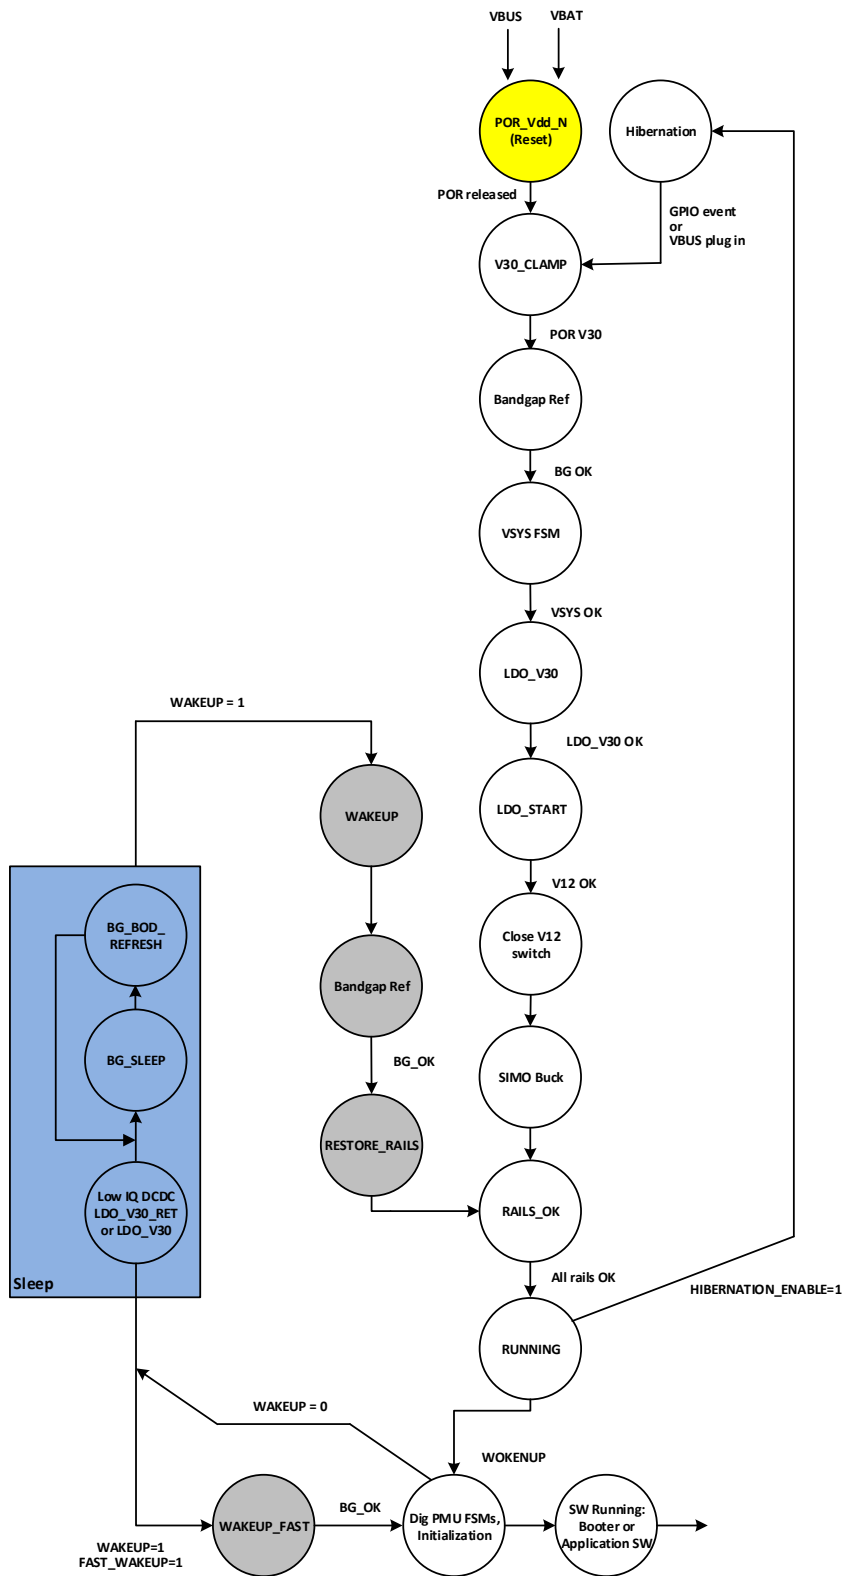 VBUS
VBAT
POR_Vdd_N
(Reset)
Hibernation
POR released
GPIO event
or
VBUS plug in
V30_CLAMP
POR V30
Bandgap Ref
BG OK
VSYS FSM
VSYS OK
LDO_V30
WAKEUP = 1
LDO_V30 OK
WAKEUP
LDO_START
V12 OK
BG_BOD_
REFRESH
Close V12
switch
Bandgap Ref
BG_SLEEP
BG_OK
SIMO Buck
RESTORE_RAILS
Low IQ DCDC
LDO_V30_RET
or LDO_V30
RAILS_OK
Sleep
All rails OK
HIBERNATION_ENABLE=1
RUNNING
WAKEUP = 0
WOKENUP
BG_OK
WAKEUP_FAST
Dig PMU FSMs,
Initialization
SW Running:
Booter or
Application SW
WAKEUP=1
FAST_WAKEUP=1